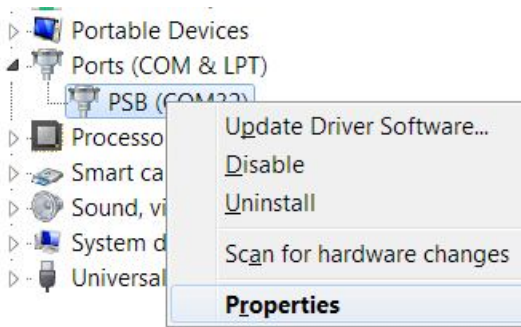 Portable Devices
Ports (COM & LPT)
PSB (COM22)
Update Driver Software...
Processo
Disable
Smart ca
Uninstall
Sound, vi
System d
Scan for hardware changes
Universal
Properties